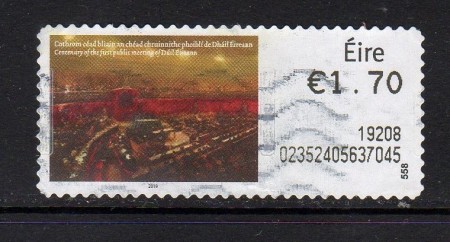 Cothrom céad bliain an chéad chruinnithe phoiblí de Dháil Éireann
Centenary of the first public meeting of Dáil Éireann
Éire
€1.70
19208
02352405637045
558
2019